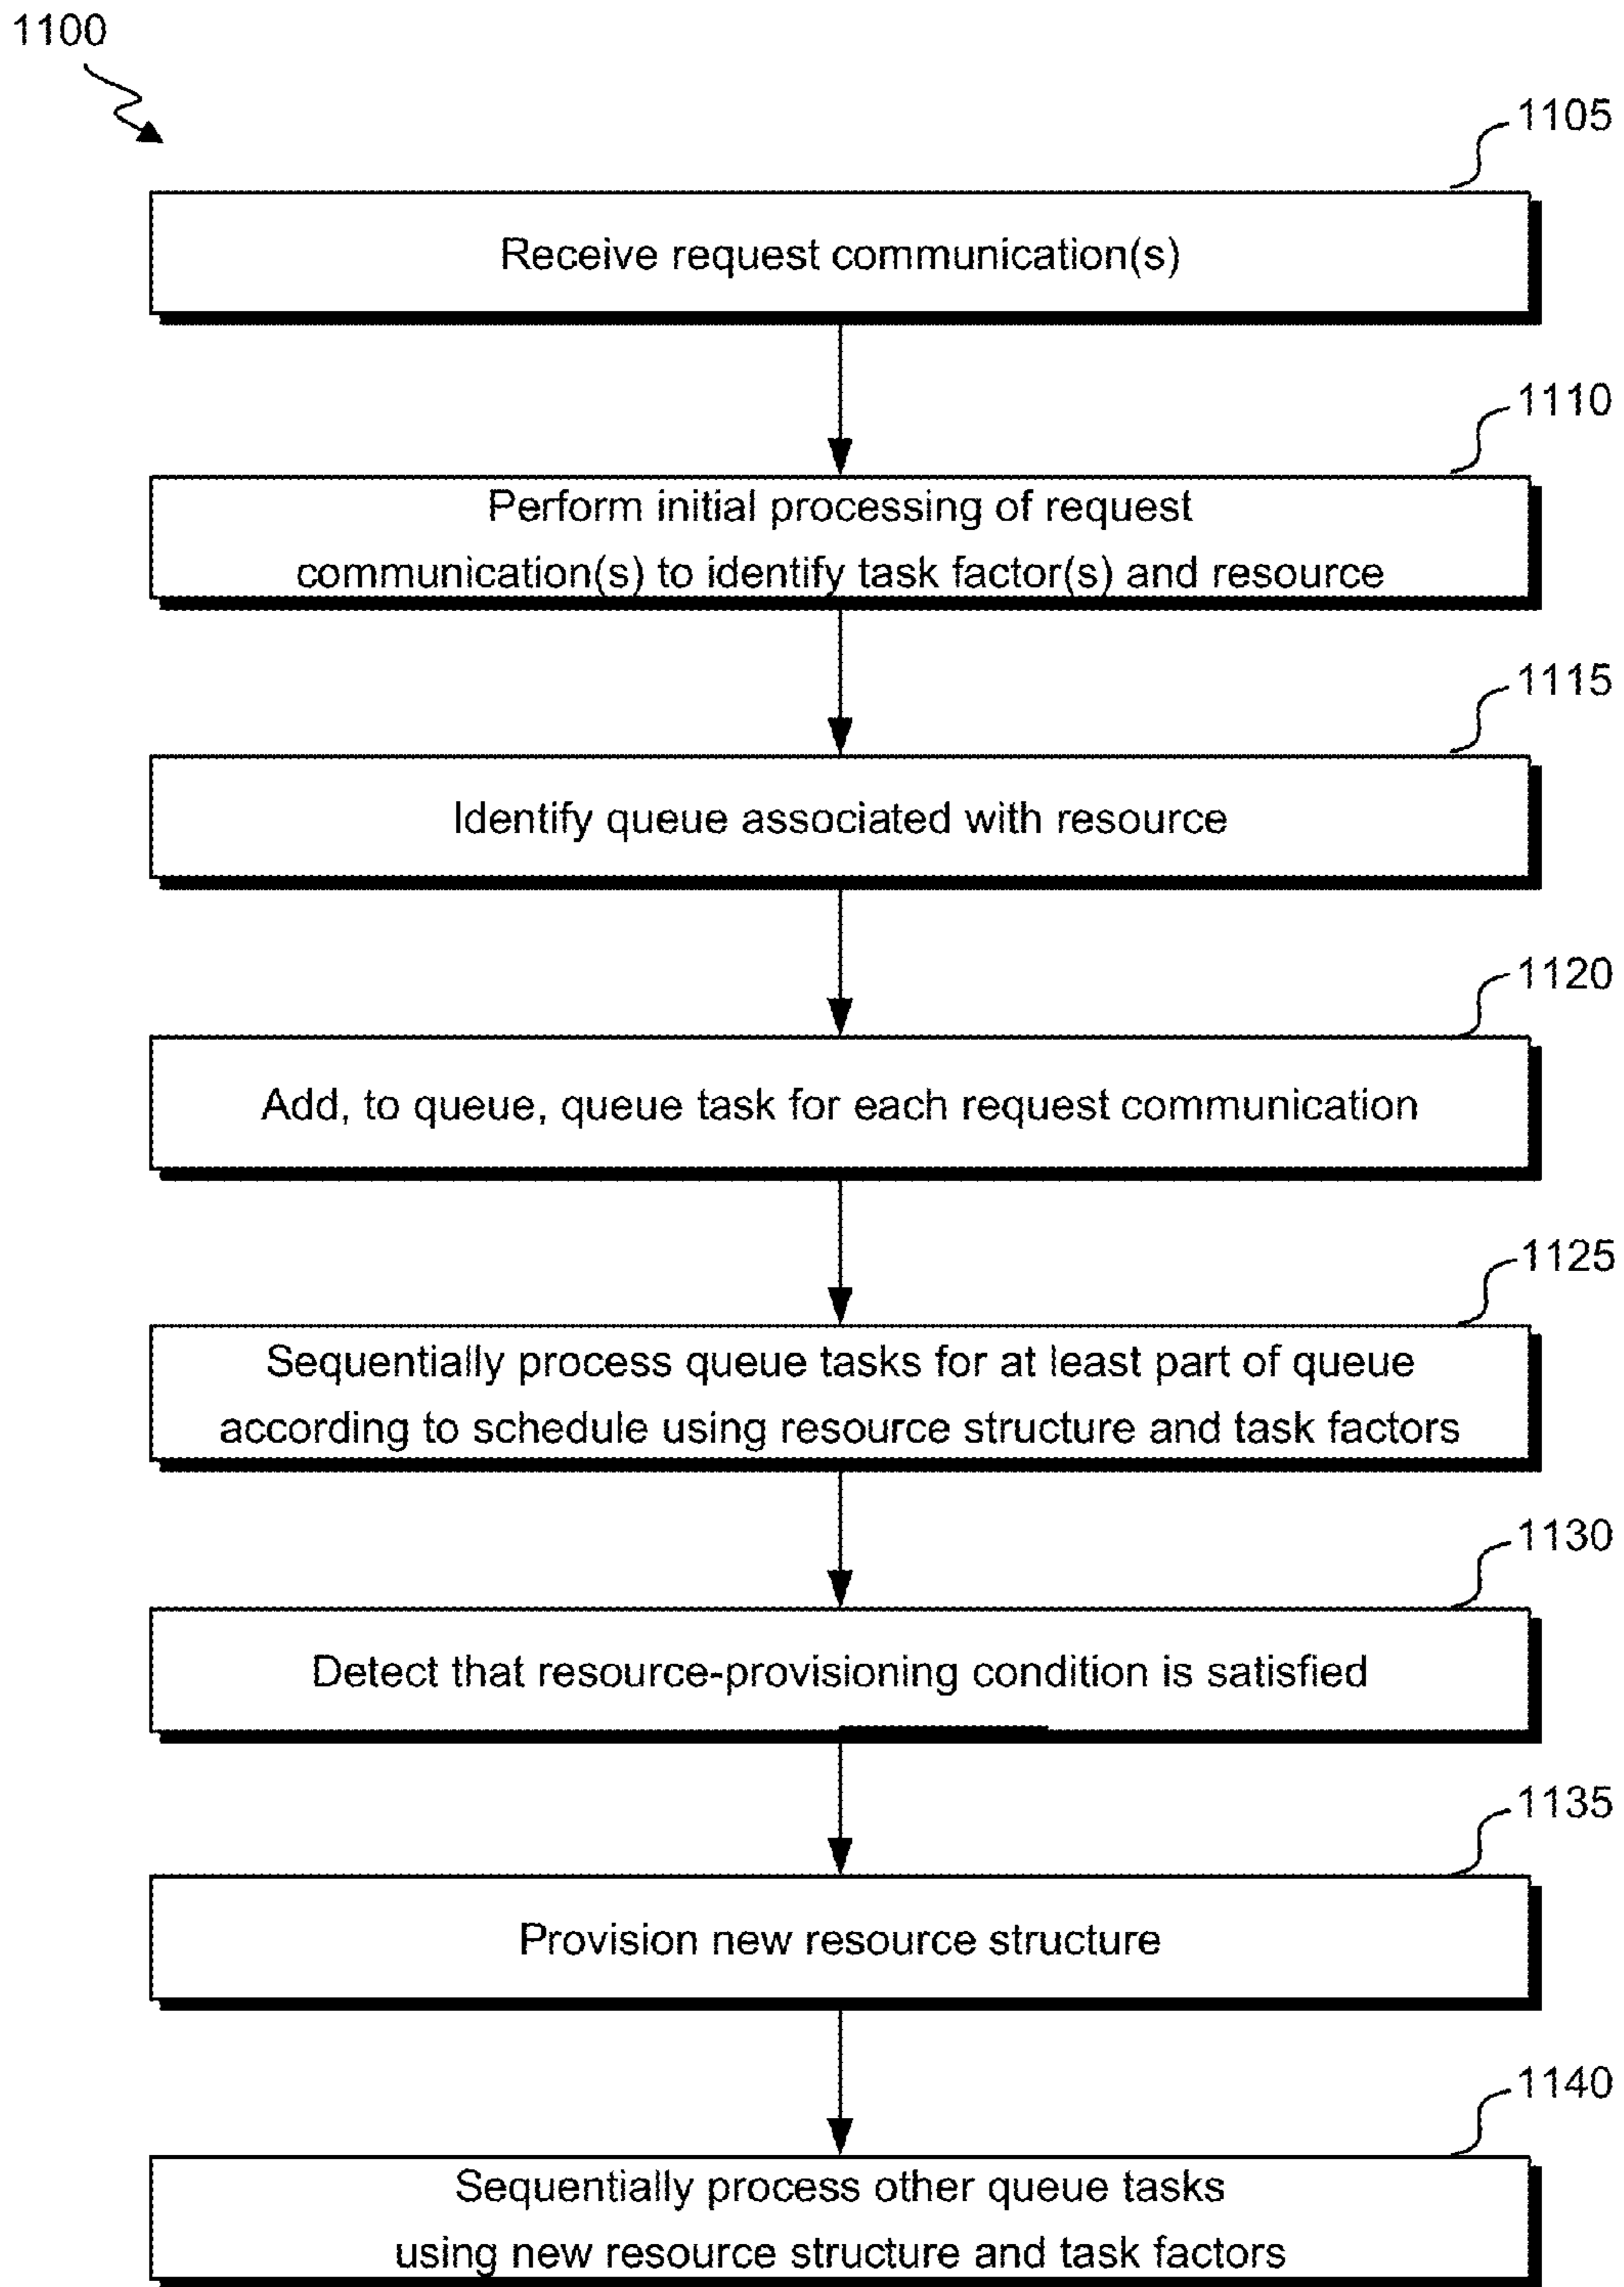 1100
1105
Receive request communication(s)
1110
Perform initial processing of request
communication(s) to identify task factor(s) and resource
1115
Identify queue associated with resource
1120
Add, to queue, queue task for each request communication
1125
Sequentially process queue tasks for at least part of queue
according to schedule using resource structure and task factors
1130
Detect that resource-provisioning condition is satisfied
1135
Provision new resource structure
1140
Sequentially process other queue tasks
using new resource structure and task factors